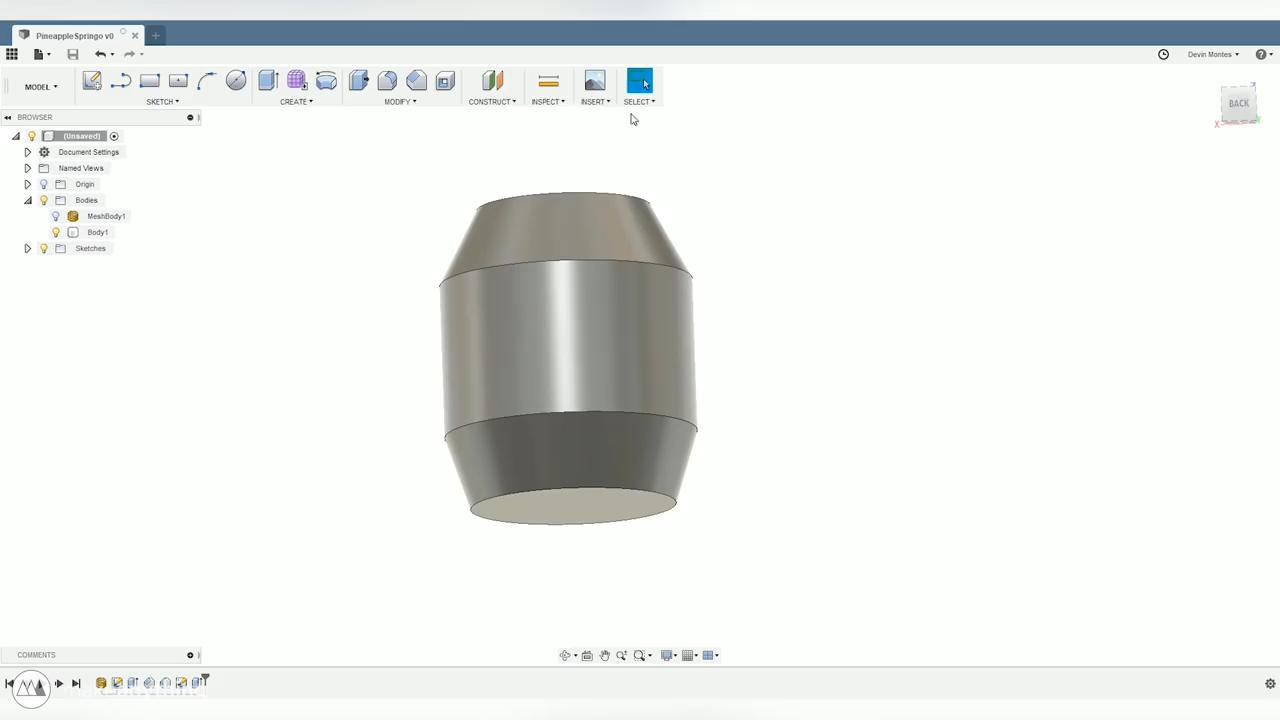 PineappleSpringo v0
Devin Montes
MODEL
SKETCH
CREATE
MODIFY
CONSTRUCT
INSPECT
INSERT
SELECT
BACK
Z
X
Y
BROWSER
(Unsaved)
Document Settings
Named Views
Origin
Bodies
MeshBody1
Body1
Sketches
COMMENTS